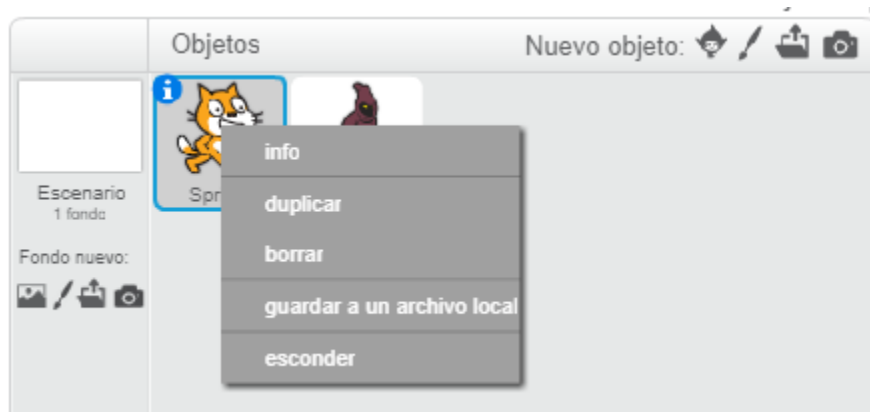 Objetos
Nuevo objeto:
info
Escenario
1 fondo
Spr
duplicar
borrar
Fondo nuevo:
guardar a un archivo local
esconder